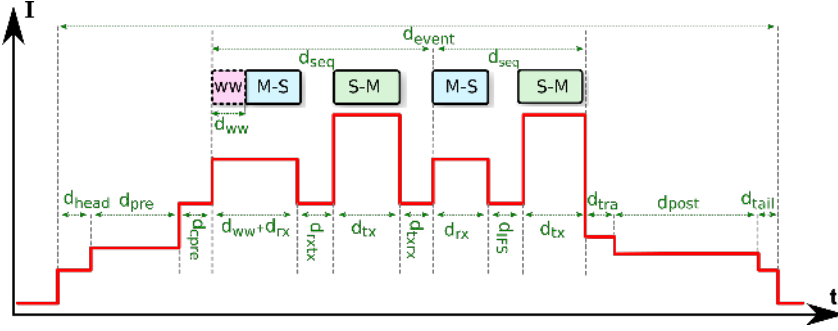 I
d_event
d_seq
d_seq
ww
M-S
S-M
M-S
S-M
d_ww
d_head
d_pre
d_tra
d_post
d_tail
d_cpre
d_ww+d_rx
d_rxtx
d_tx
d_txrx
d_rx
d_IFS
d_tx
t